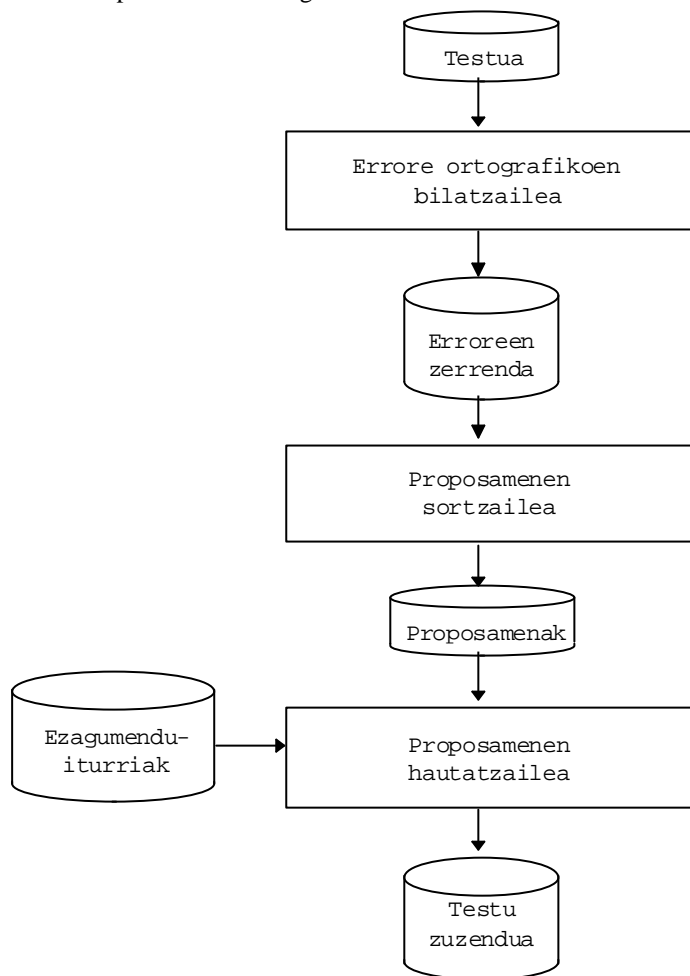 Testua
Errore ortografikoen
bilatzailea
Erroreen
zerrenda
Proposamenen
sortzailea
Proposamenak
Ezagumendu-
iturriak
Proposamenen
hautatzailea
Testu
zuzendua